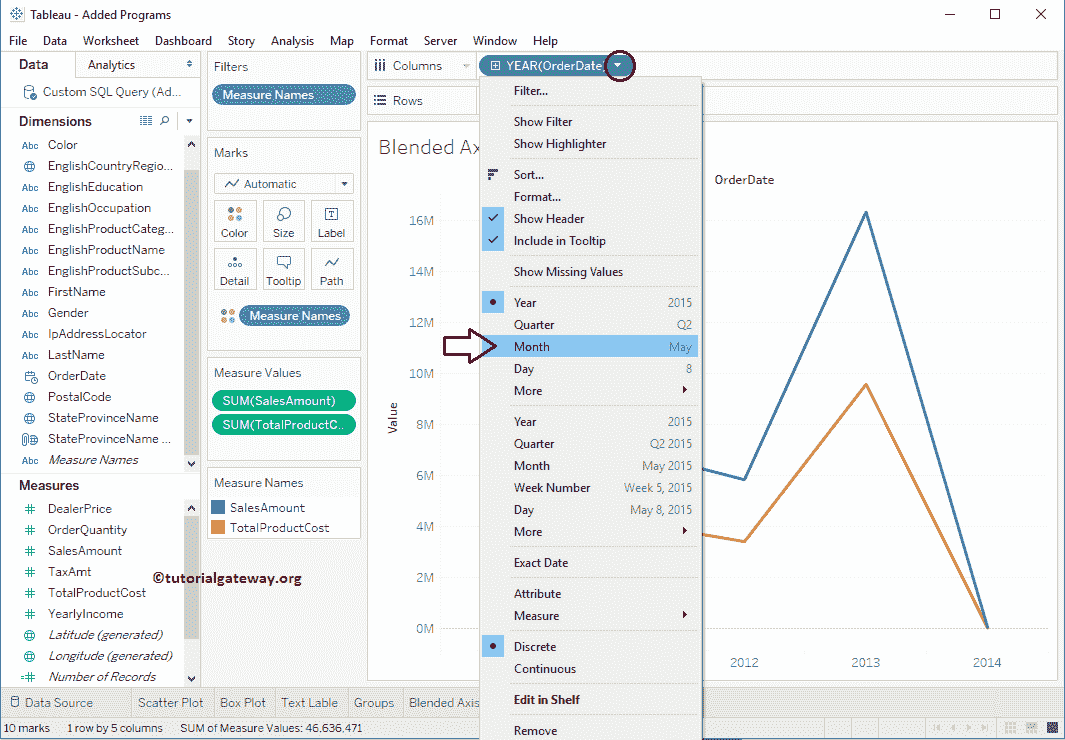 Tableau - Added Programs
File Data Worksheet Dashboard Story Analysis Map Format Server Window Help
Data Analytics
Custom SQL Query (Ad...
Dimensions
Abc Color
EnglishCountryRegio...
Abc EnglishEducation
Abc EnglishOccupation
Abc EnglishProductCateg...
Abc EnglishProductName
Abc EnglishProductSubc...
Abc FirstName
Abc Gender
Abc IpAddressLocator
Abc LastName
OrderDate
PostalCode
StateProvinceName
StateProvinceName ...
Abc Measure Names
Measures
DealerPrice
OrderQuantity
SalesAmount
TaxAmt
TotalProductCost
YearlyIncome
Latitude (generated)
Longitude (generated)
Number of Records
©tutorialgateway.org
Filters
Measure Names
Marks
Automatic
Color Size Label
Detail Tooltip Path
Measure Names
Measure Values
SUM(SalesAmount)
SUM(TotalProductC..
Measure Names
SalesAmount
TotalProductCost
Columns
YEAR(OrderDate
Rows
Blended Ax
OrderDate
Value
16M
14M
12M
10M
8M
6M
4M
2M
0M
2012 2013 2014
Filter...
Show Filter
Show Highlighter
Sort...
Format...
Show Header
Include in Tooltip
Show Missing Values
Year 2015
Quarter Q2
Month May
Day 8
More
Year 2015
Quarter Q2 2015
Month May 2015
Week Number Week 5, 2015
Day May 8, 2015
More
Exact Date
Attribute
Measure
Discrete
Continuous
Edit in Shelf
Remove
Data Source Scatter Plot Box Plot Text Lable Groups Blended Axis
10 marks 1 row by 5 columns SUM of Measure Values: 46,636,471